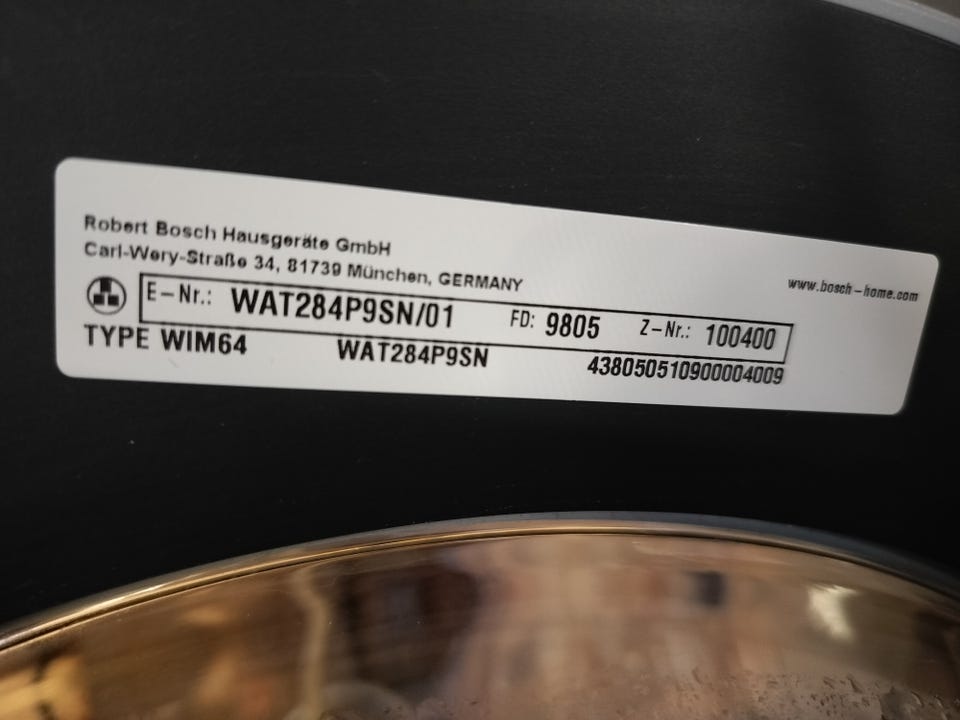 Robert Bosch Hausgeräte GmbH
Carl-Wery-Straße 34, 81739 München, GERMANY
www.bosch-home.com
E-Nr.: WAT284P9SN/01 FD: 9805 Z-Nr.: 100400
TYPE WIM64 WAT284P9SN 438050510900004009